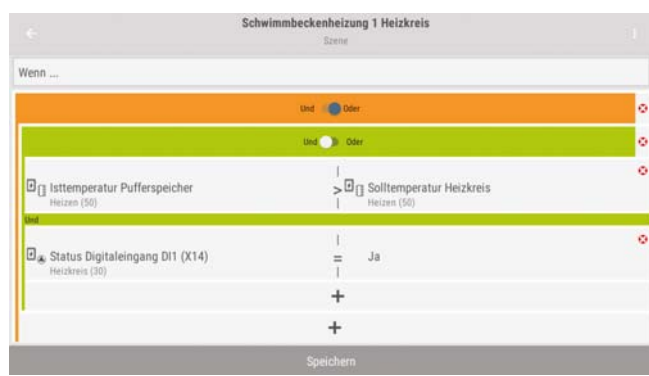 Schwimmbeckenheizung 1 Heizkreis
Szene
Wenn ...
Und Oder
Und Oder
Isttemperatur Pufferspeicher > Solltemperatur Heizkreis
Heizen (50) Heizen (50)
Und
Status Digitaleingang DI1 (X14) = Ja
Heizkreis (30)
+
+
Speichern